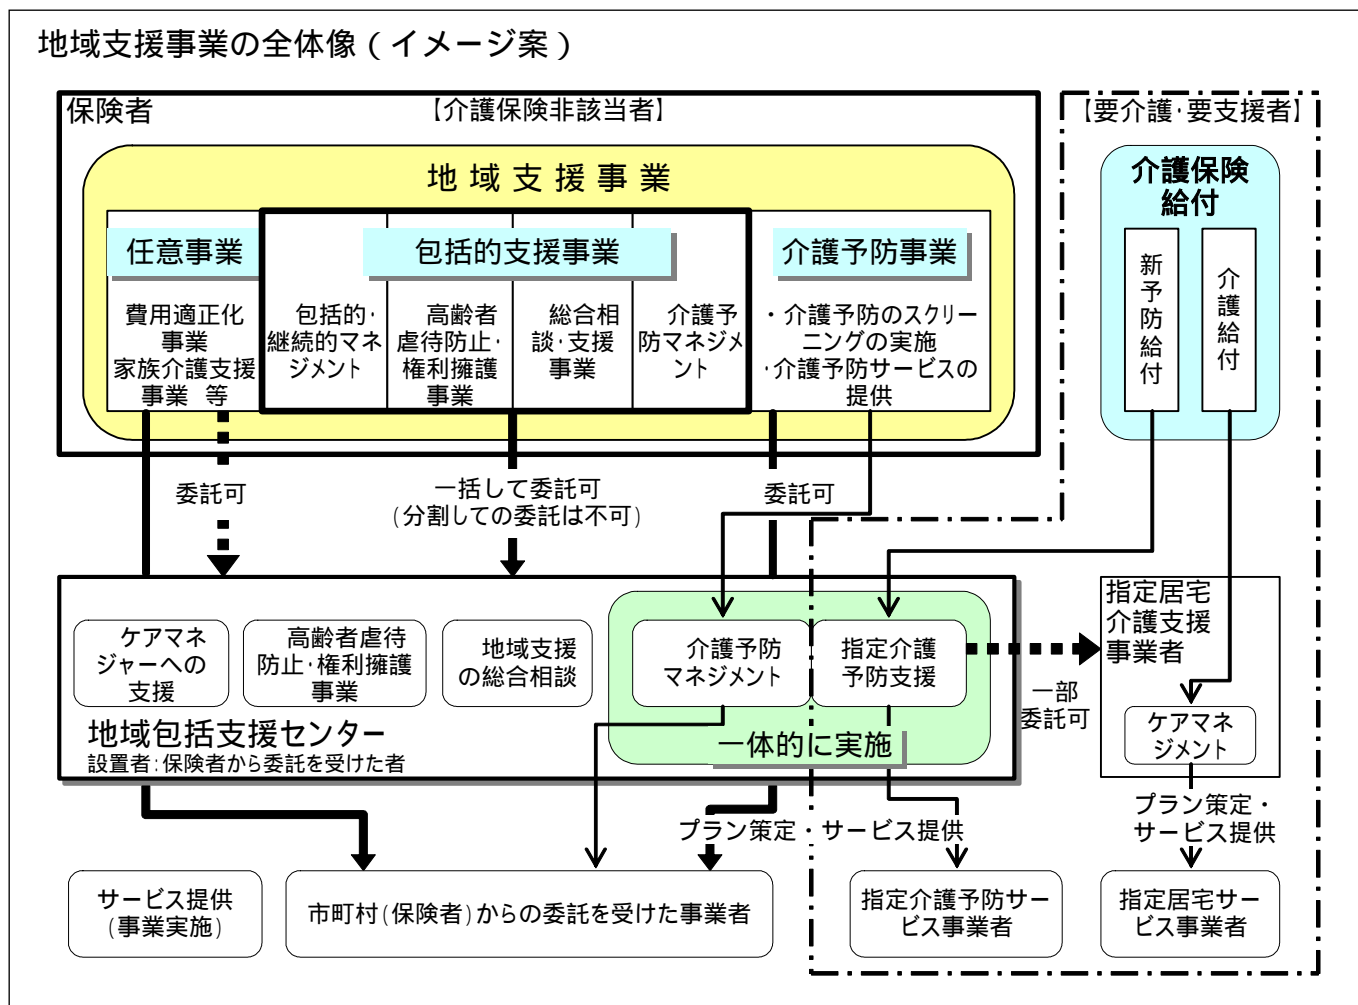 地域支援事業の全体像（イメージ案）
保険者
【介護保険非該当者】
【要介護・要支援者】
地域支援事業
介護保険
給付
任意事業
包括的支援事業
介護予防事業
新予防給付
介護給付
費用適正化
事業
家族介護支援
事業 等
包括的・
継続的マネ
ジメント
高齢者
虐待防止・
権利擁護
事業
総合相
談・支援
事業
介護予
防マネジメ
ント
・介護予防のスクリー
ニングの実施
・介護予防サービスの
提供
委託可
一括して委託可
（分割しての委託は不可）
委託可
ケアマネ
ジャーへの
支援
高齢者虐待
防止・権利擁護
事業
地域支援
の総合相談
介護予防
マネジメント
指定介護
予防支援
指定居宅
介護支援
事業者
一部
委託可
ケアマネ
ジメント
地域包括支援センター
設置者：保険者から委託を受けた者
一体的に実施
プラン策定・サービス提供
プラン策定・
サービス提供
サービス提供
（事業実施）
市町村（保険者）からの委託を受けた事業者
指定介護予防サー
ビス事業者
指定居宅サー
ビス事業者